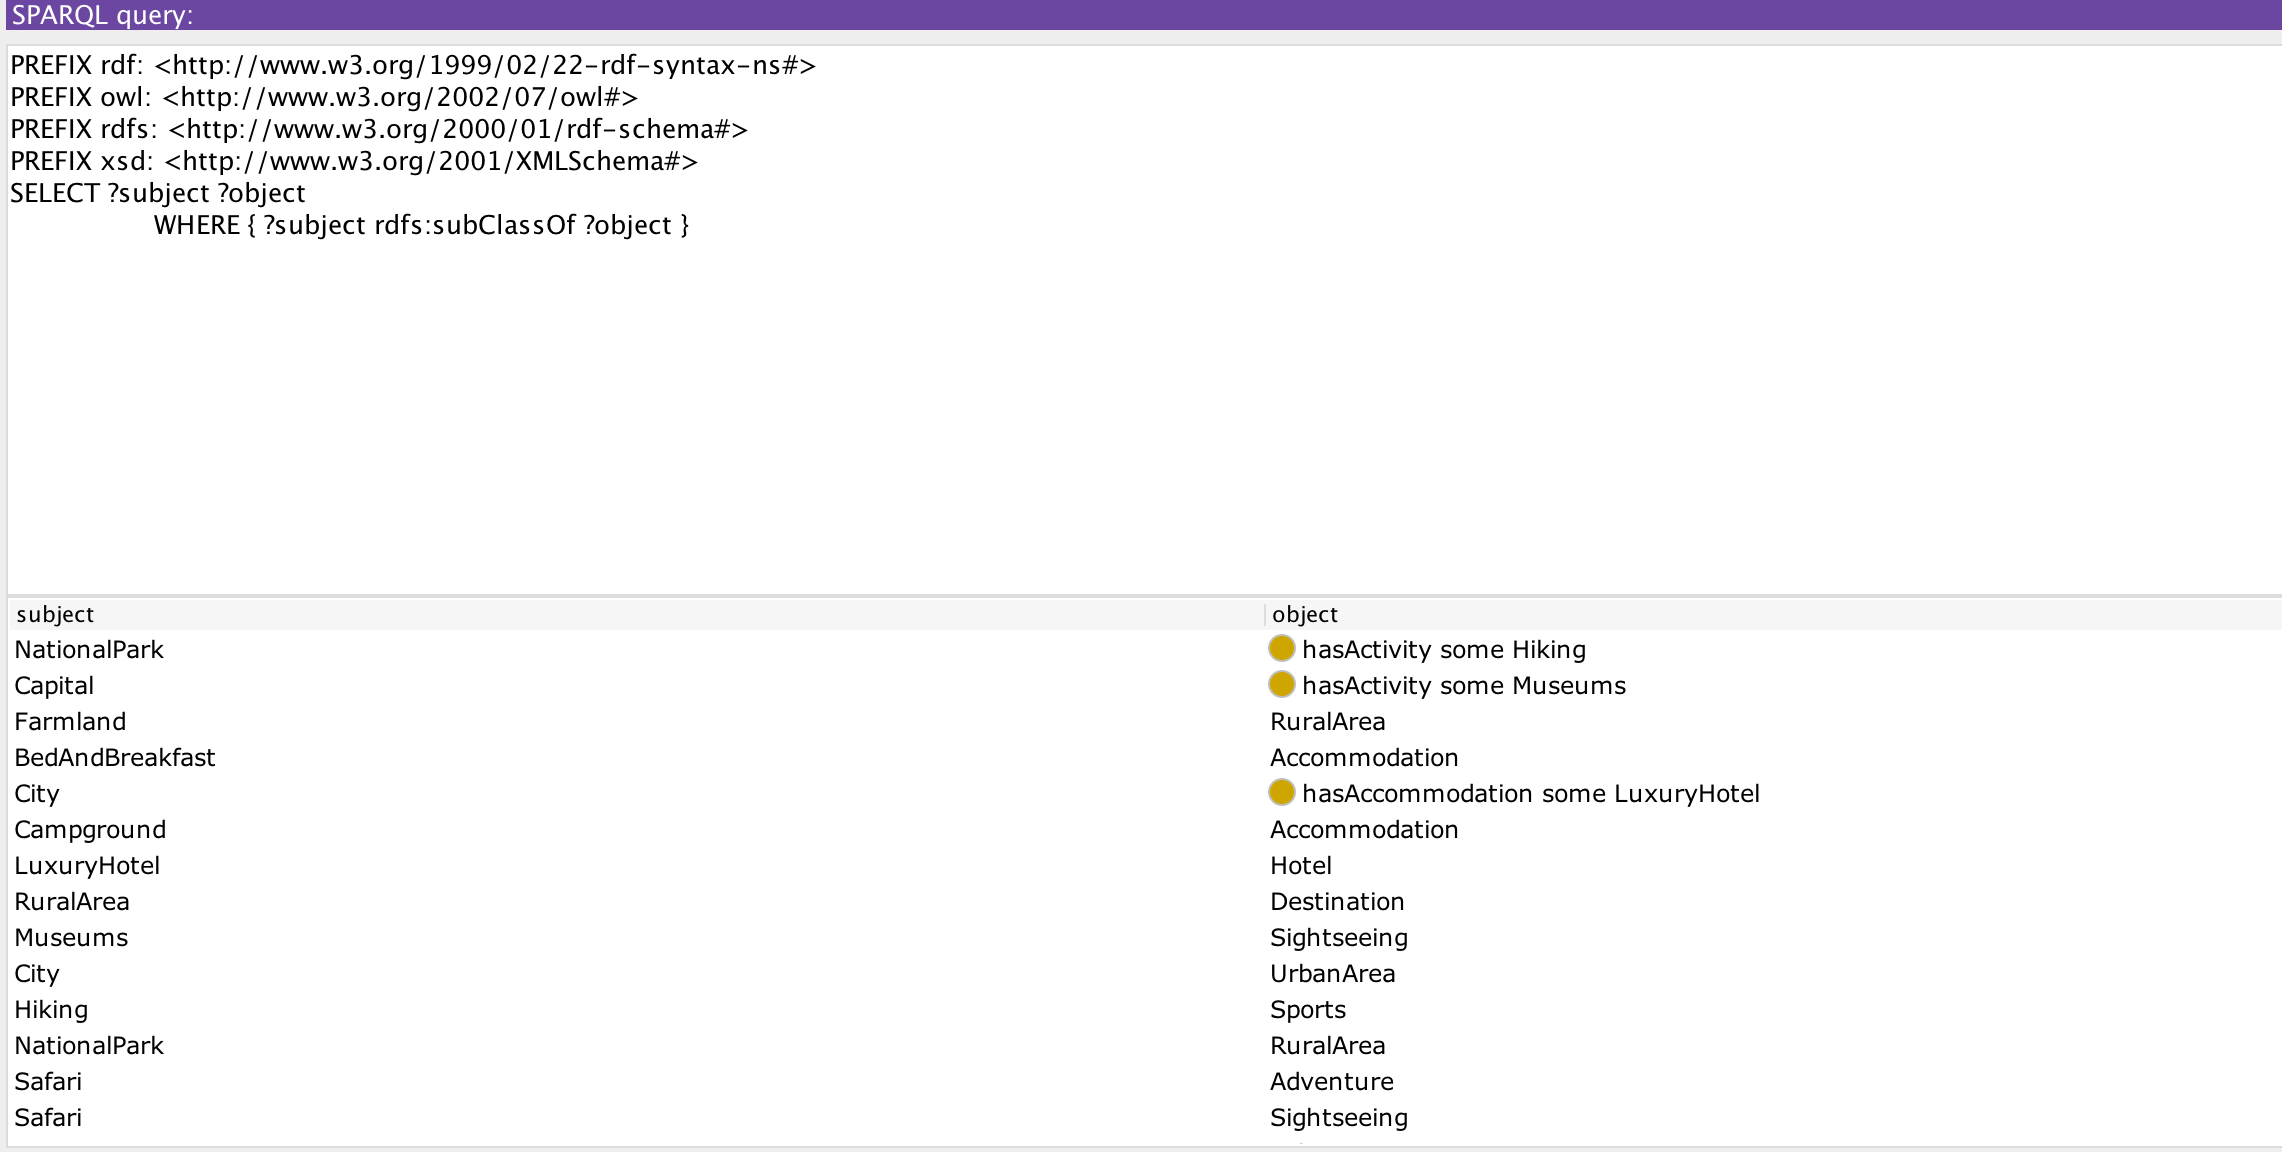 SPARQL query:
PREFIX rdf: <http://www.w3.org/1999/02/22-rdf-syntax-ns#>
PREFIX owl: <http://www.w3.org/2002/07/owl#>
PREFIX rdfs: <http://www.w3.org/2000/01/rdf-schema#>
PREFIX xsd: <http://www.w3.org/2001/XMLSchema#>
SELECT ?subject ?object
WHERE { ?subject rdfs:subClassOf ?object }
subject object
NationalPark hasActivity some Hiking
Capital hasActivity some Museums
Farmland RuralArea
BedAndBreakfast Accommodation
City hasAccommodation some LuxuryHotel
Campground Accommodation
LuxuryHotel Hotel
RuralArea Destination
Museums Sightseeing
City UrbanArea
Hiking Sports
NationalPark RuralArea
Safari Adventure
Safari Sightseeing